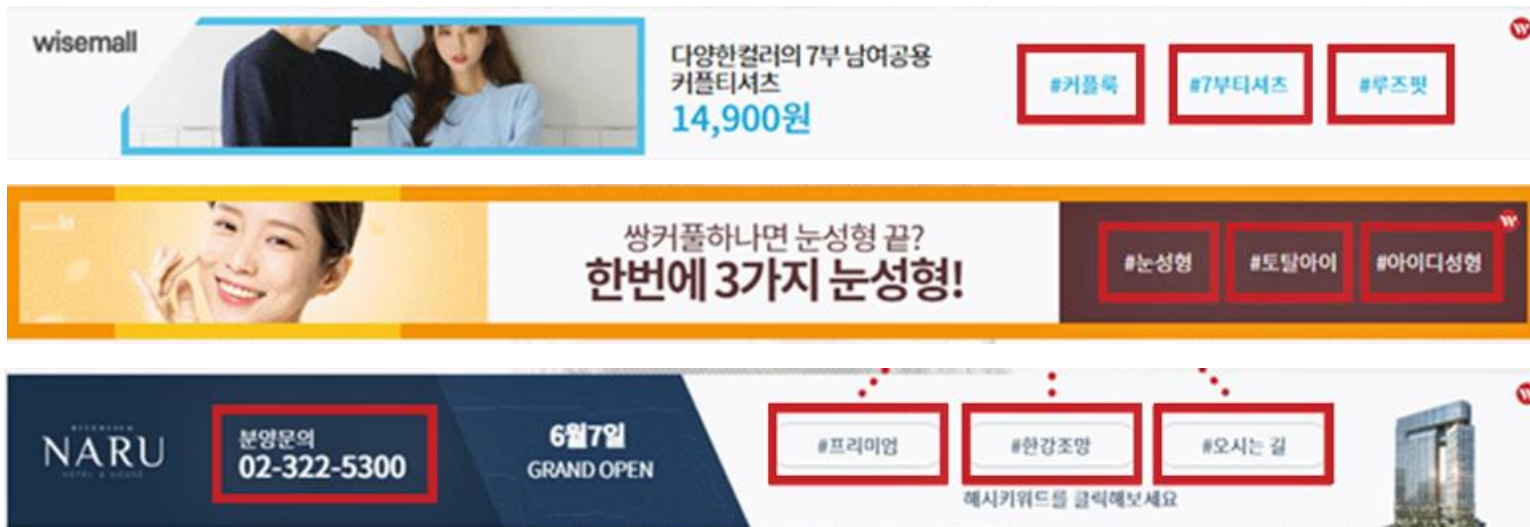 wisemall
다양한컬러의 7부 남여공용
커플티셔츠
14,900원
#커플룩
#7부티셔츠
#루즈핏
쌍커풀하나면 눈성형 끝?
한번에 3가지 눈성형!
#눈성형
#토탈아이
#아이디성형
NARU
분양문의
02-322-5300
6월7일
GRAND OPEN
#프리미엄
#한강조망
#오시는 길
해시키워드를 클릭해보세요